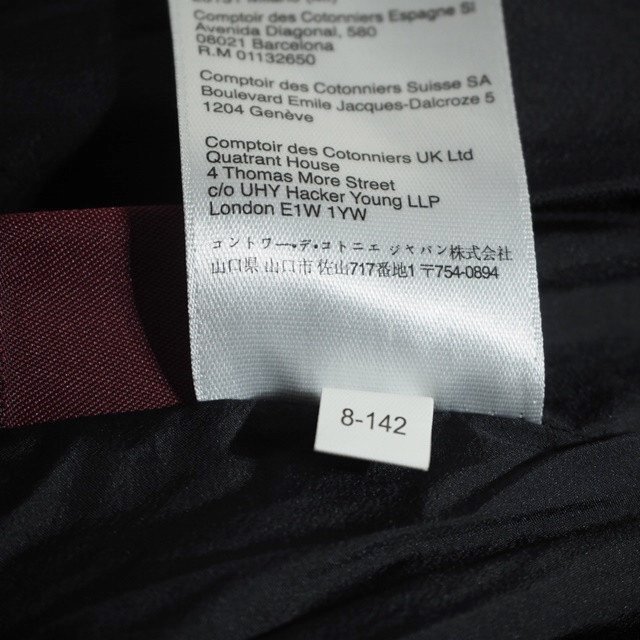 Comptoir des Cotonniers Espagne Sl
Avenida Diagonal, 580
08021 Barcelona
R.M 01132650
Comptoir des Cotonniers Suisse SA
Boulevard Emile Jacques-Dalcroze 5
1204 Genève
Comptoir des Cotonniers UK Ltd
Quatrant House
4 Thomas More Street
c/o UHY Hacker Young LLP
London E1W 1YW
コントワー・デ・コトニエ ジャパン株式会社
山口県 山口市 佐山717番地1 〒754-0894
8-142